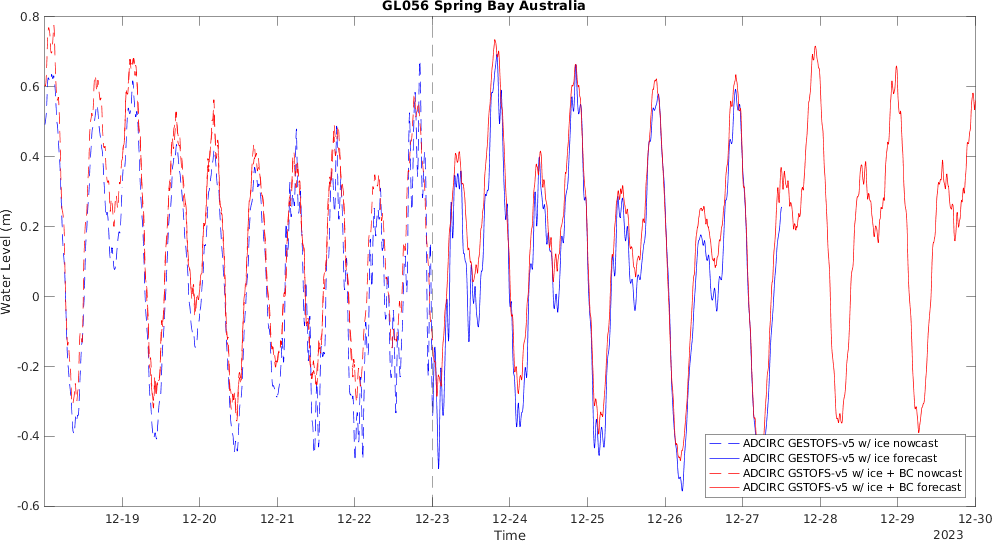 GL056 Spring Bay Australia
0.8
0.6
0.4
0.2
0
-0.2
-0.4
-0.6
Water Level (m)
ADCIRC GESTOFS-v5 w/ ice nowcast
ADCIRC GESTOFS-v5 w/ ice forecast
ADCIRC GSTOFS-v5 w/ ice + BC nowcast
ADCIRC GSTOFS-v5 w/ ice + BC forecast
12-19 12-20 12-21 12-22 12-23 12-24 12-25 12-26 12-27 12-28 12-29 12-30
Time
2023